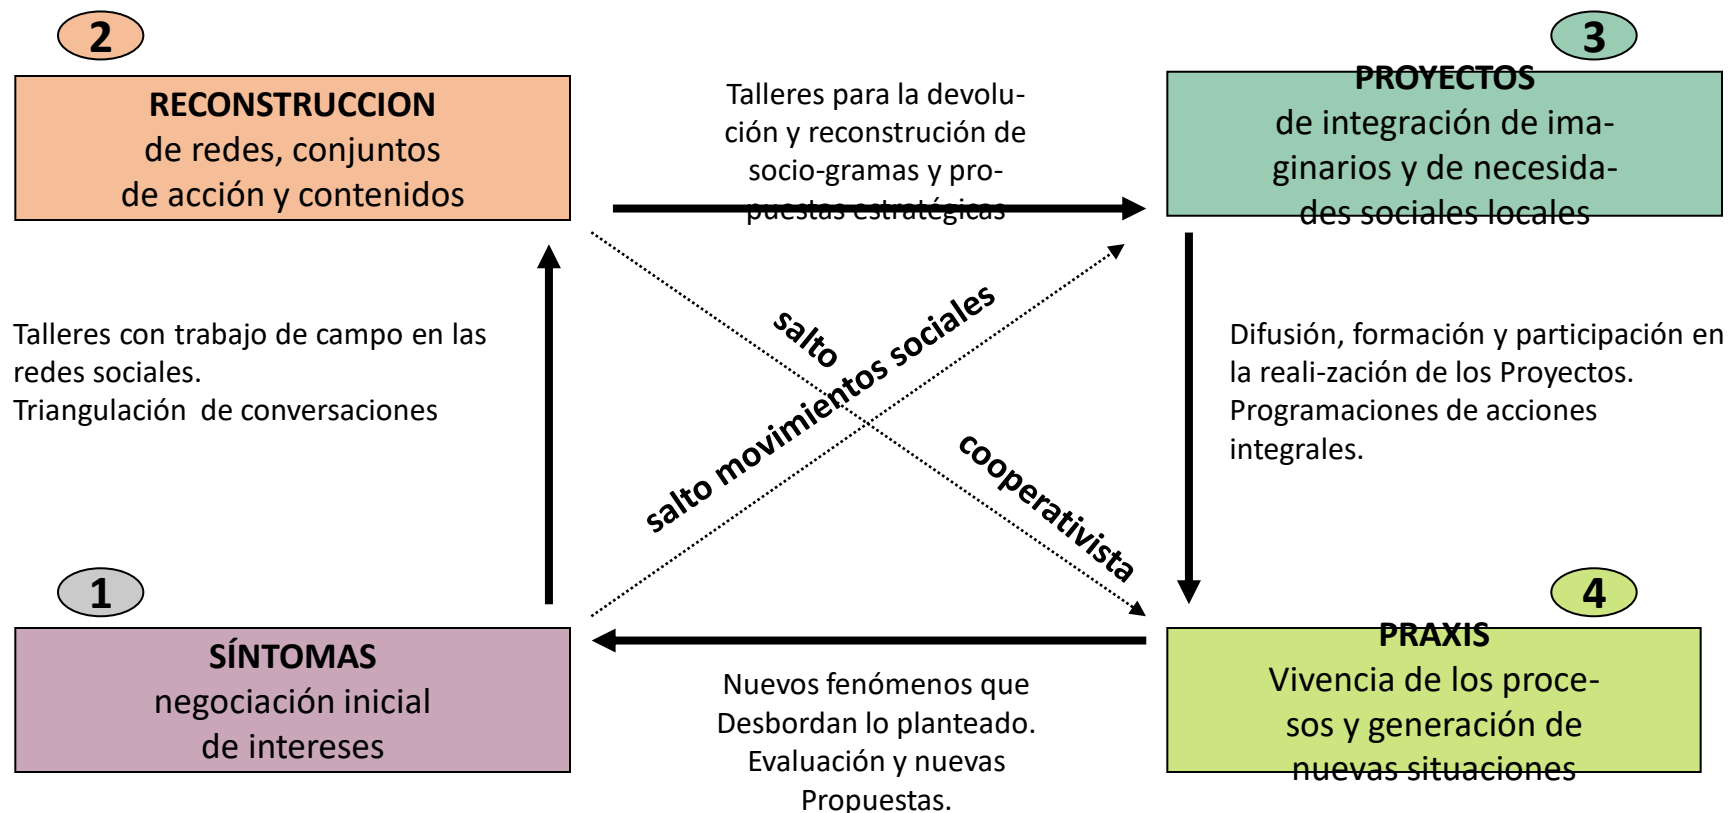 2
3
RECONSTRUCCION
de redes, conjuntos
de acción y contenidos
Talleres para la devolu-
ción y reconstrución de
socio-gramas y pro-
puestas estratégicas
PROYECTOS
de integración de ima-
ginarios y de necesida-
des sociales locales
Talleres con trabajo de campo en las
redes sociales.
Triangulación de conversaciones
salto
cooperativista
salto movimientos sociales
Difusión, formación y participación en
la reali-zación de los Proyectos.
Programaciones de acciones
integrales.
1
4
SÍNTOMAS
negociación inicial
de intereses
Nuevos fenómenos que
Desbordan lo planteado.
Evaluación y nuevas
Propuestas.
PRAXIS
Vivencia de los proce-
sos y generación de
nuevas situaciones